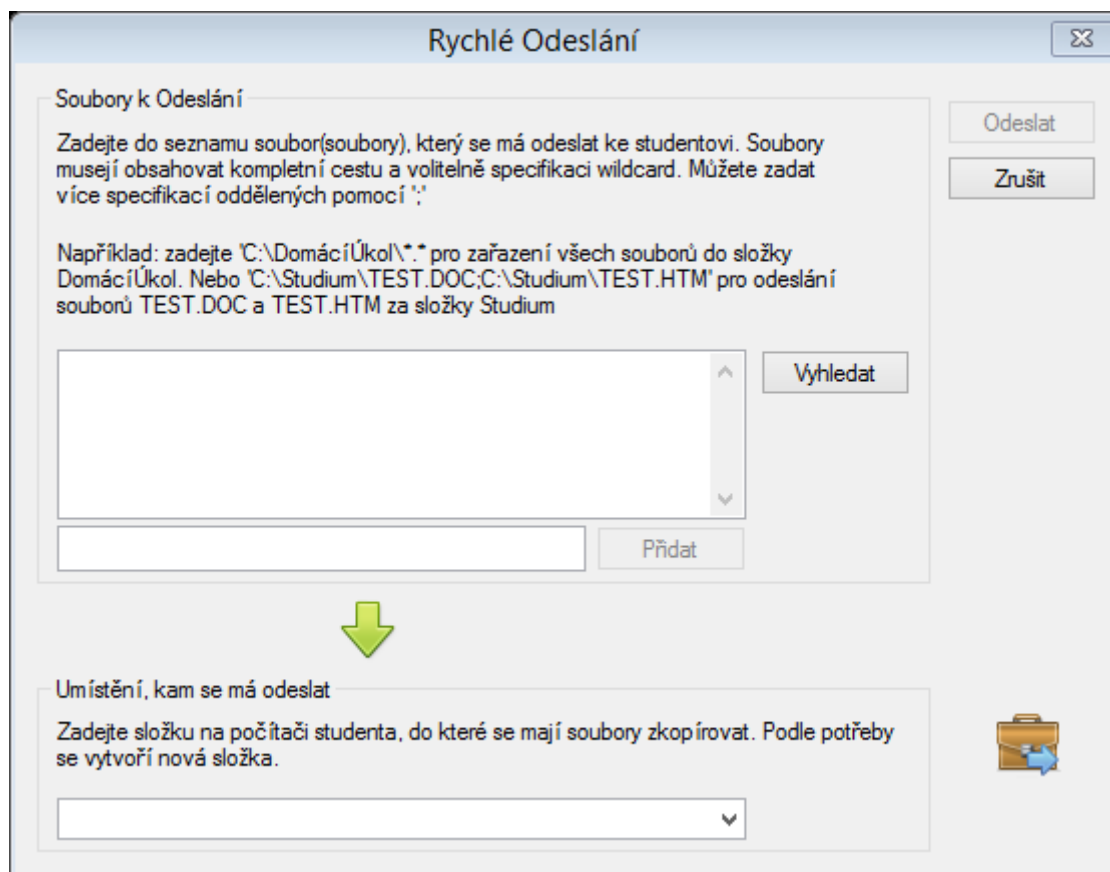 Rychlé Odeslání
Soubory k Odeslání
Odeslat
Zadejte do seznamu soubor(soubory), který se má odeslat ke studentovi. Soubory
musejí obsahovat kompletní cestu a volitelně specifikaci wildcard. Můžete zadat
více specifikací oddělených pomocí ';'
Zrušit
Například: zadejte 'C:\DomácíÚkol\*.*' pro zařazení všech souborů do složky
DomácíÚkol. Nebo 'C:\Studium\TEST.DOC;C:\Studium\TEST.HTM' pro odeslání
souborů TEST.DOC a TEST.HTM za složky Studium
Vyhledat
Přidat
Umístění, kam se má odeslat
Zadejte složku na počítači studenta, do které se mají soubory zkopírovat. Podle potřeby
se vytvoří nová složka.